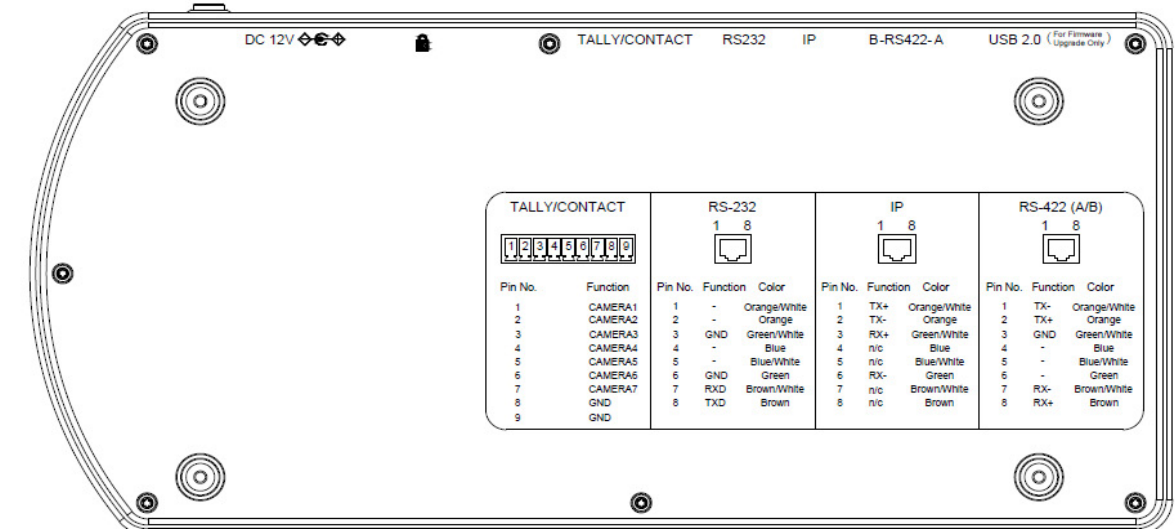 DC 12V TALLY/CONTACT RS232 IP B-RS422-A USB 2.0 (For Firmware Upgrade Only)
TALLY/CONTACT RS-232 IP RS-422 (A/B)
1 8 1 8 1 8
1 2 3 4 5 6 7 8 9
Pin No. Function Pin No. Function Color Pin No. Function Color Pin No. Function Color
1 CAMERA1 1 - Orange/White 1 TX+ Orange/White 1 TX- Orange/White
2 CAMERA2 2 - Orange 2 TX- Orange 2 TX+ Orange
3 CAMERA3 3 GND Green/White 3 RX+ Green/White 3 GND Green/White
4 CAMERA4 4 - Blue 4 n/c Blue 4 - Blue
5 CAMERA5 5 - Blue/White 5 n/c Blue/White 5 - Blue/White
6 CAMERA6 6 GND Green 6 RX- Green 6 - Green
7 CAMERA7 7 RXD Brown/White 7 n/c Brown/White 7 RX- Brown/White
8 GND 8 TXD Brown 8 n/c Brown 8 RX+ Brown
9 GND